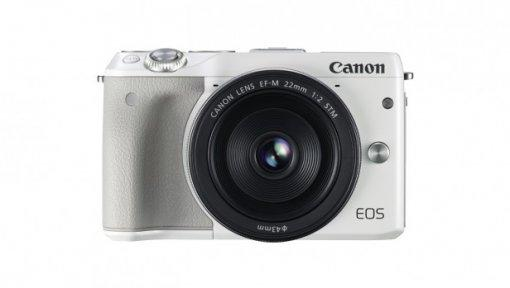 Canon
CANON LENS EF-M 22mm 1:2 STM
EOS
φ43mm